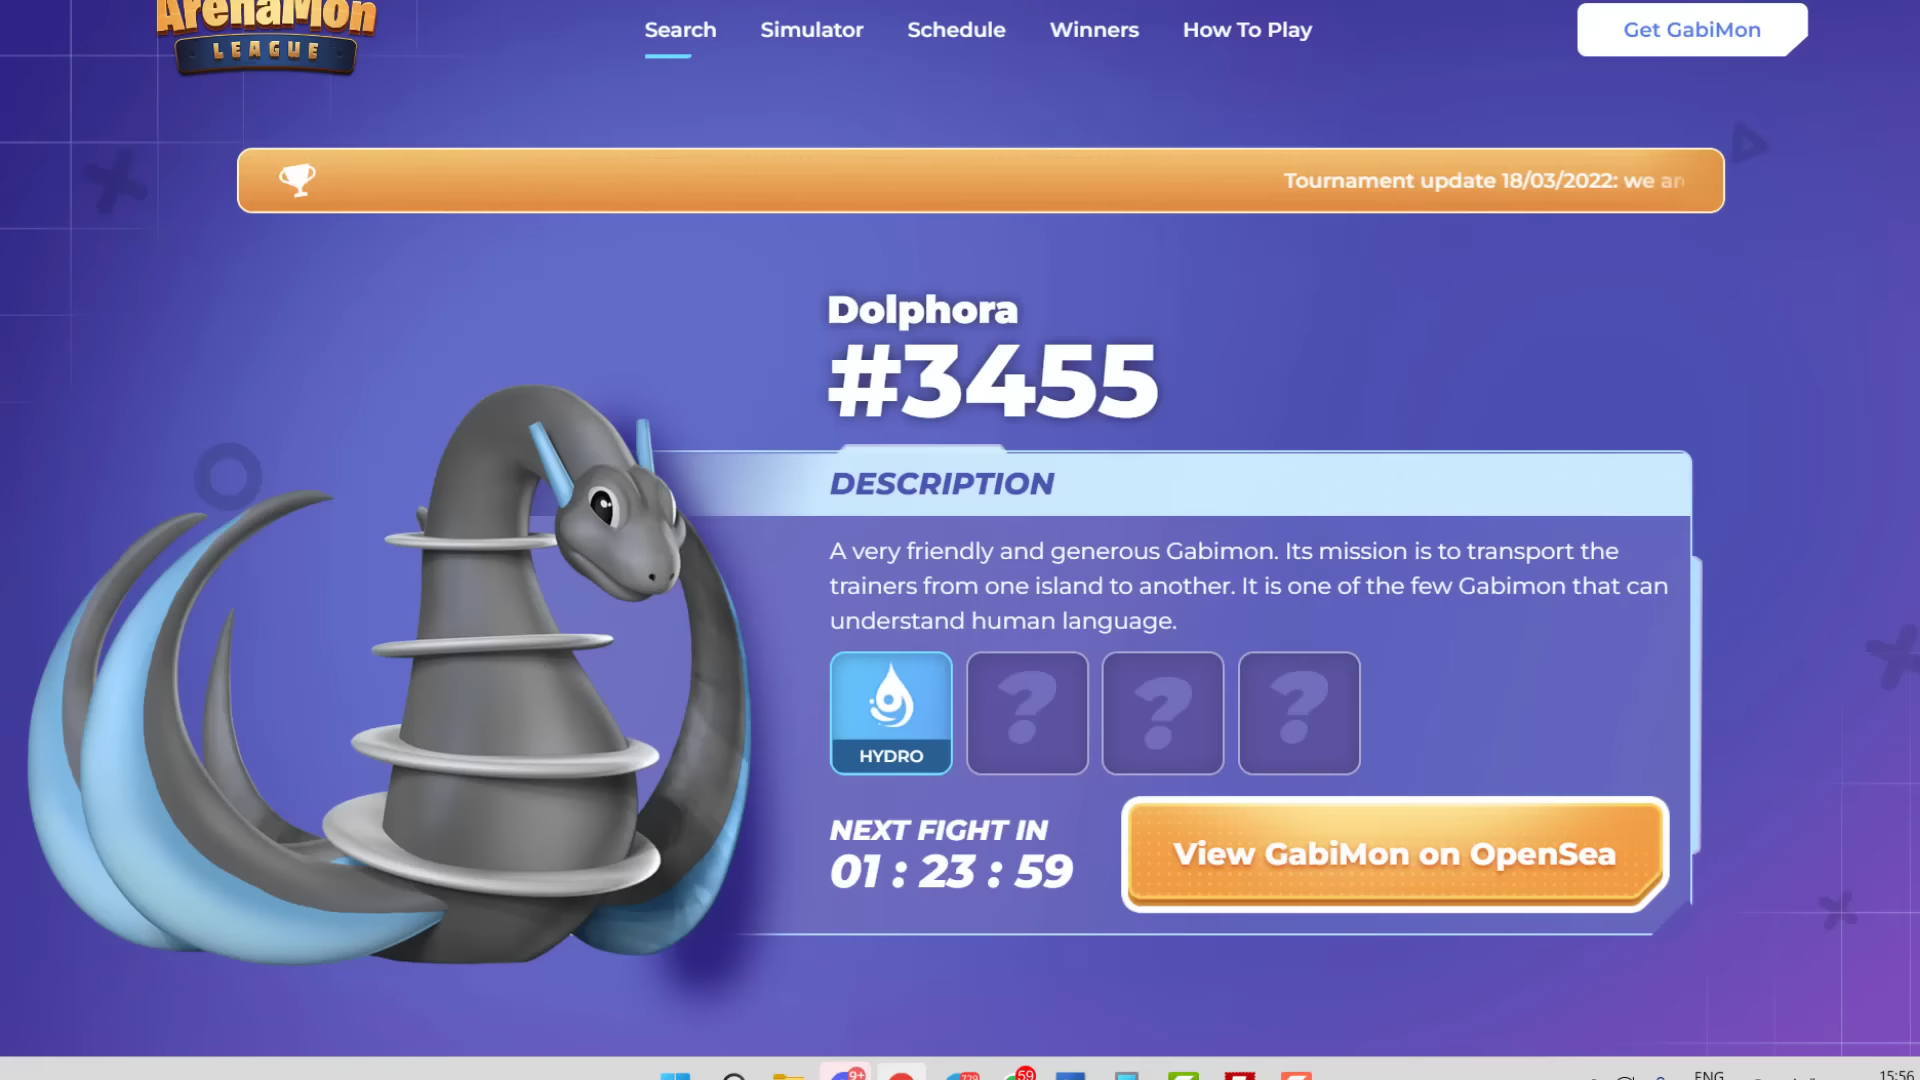 ArenaMon
LEAGUE
Search
Simulator
Schedule
Winners
How To Play
Get GabiMon
Tournament update 18/03/2022: we
Dolphora
#3455
DESCRIPTION
A very friendly and generous Gabimon. Its mission is to transport the
trainers from one island to another. It is one of the few Gabimon that can
understand human language.
HYDRO
?
?
?
NEXT FIGHT IN
01 : 23 : 59
View GabiMon on OpenSea
9+
729
59
ENG
15:56